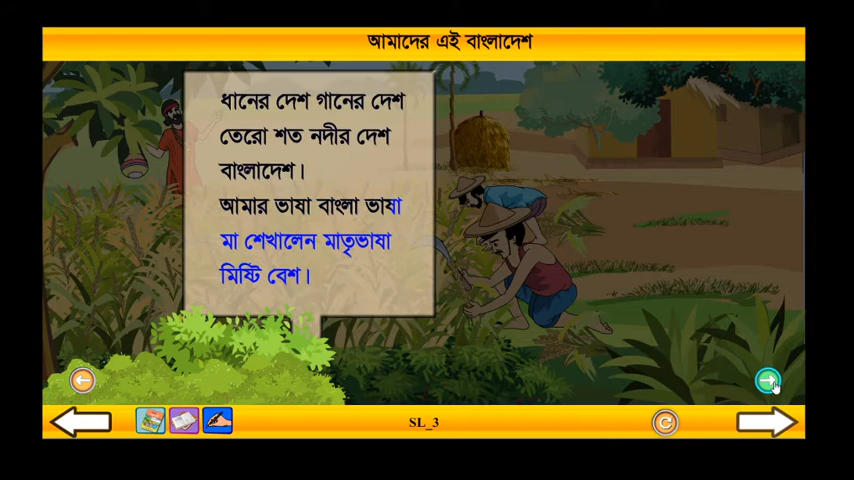 আমাদের এই বাংলাদেশ
ধানের দেশ গানের দেশ
তেরো শত নদীর দেশ
বাংলাদেশ।
আমার ভাষা বাংলা ভাষা
মা শেখালেন মাতৃভাষা
মিষ্টি বেশ।
SL_3